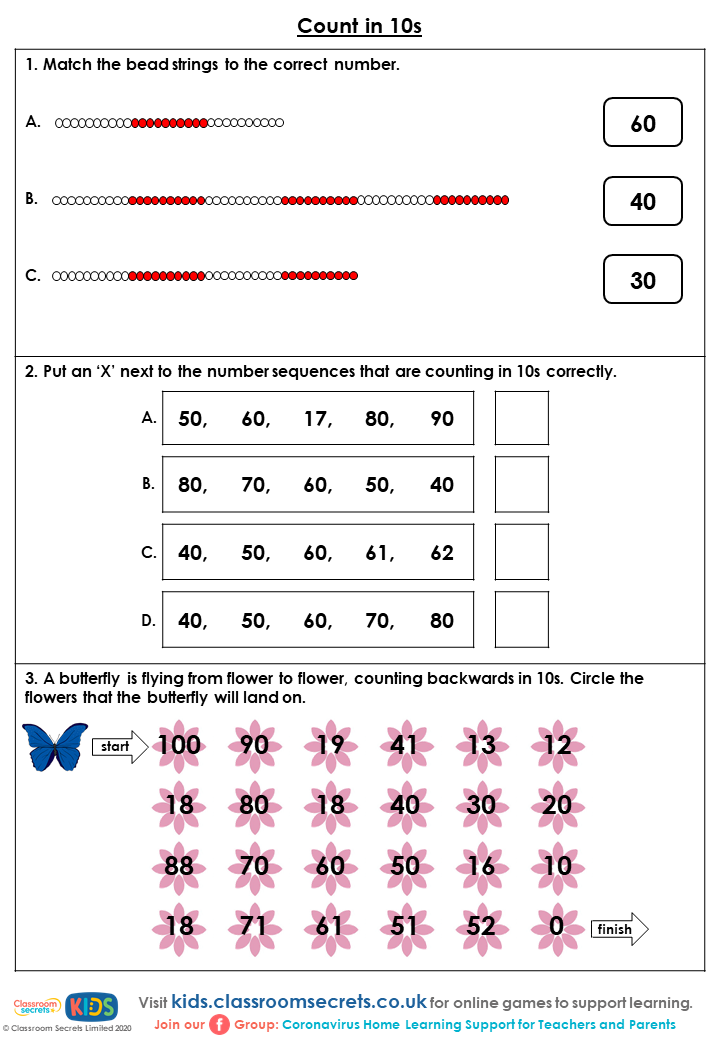 Count in 10s
1. Match the bead strings to the correct number.
A. 60
B. 40
C. 30
2. Put an ‘X’ next to the number sequences that are counting in 10s correctly.
A. 50, 60, 17, 80, 90
B. 80, 70, 60, 50, 40
C. 40, 50, 60, 61, 62
D. 40, 50, 60, 70, 80
3. A butterfly is flying from flower to flower, counting backwards in 10s. Circle the
flowers that the butterfly will land on.
start 100 90 19 41 13 12
18 80 18 40 30 20
88 70 60 50 16 10
18 71 61 51 52 0 finish
Classroom
secrets KIDS
© Classroom Secrets Limited 2020
Visit kids.classroomsecrets.co.uk for online games to support learning.
Join our f Group: Coronavirus Home Learning Support for Teachers and Parents